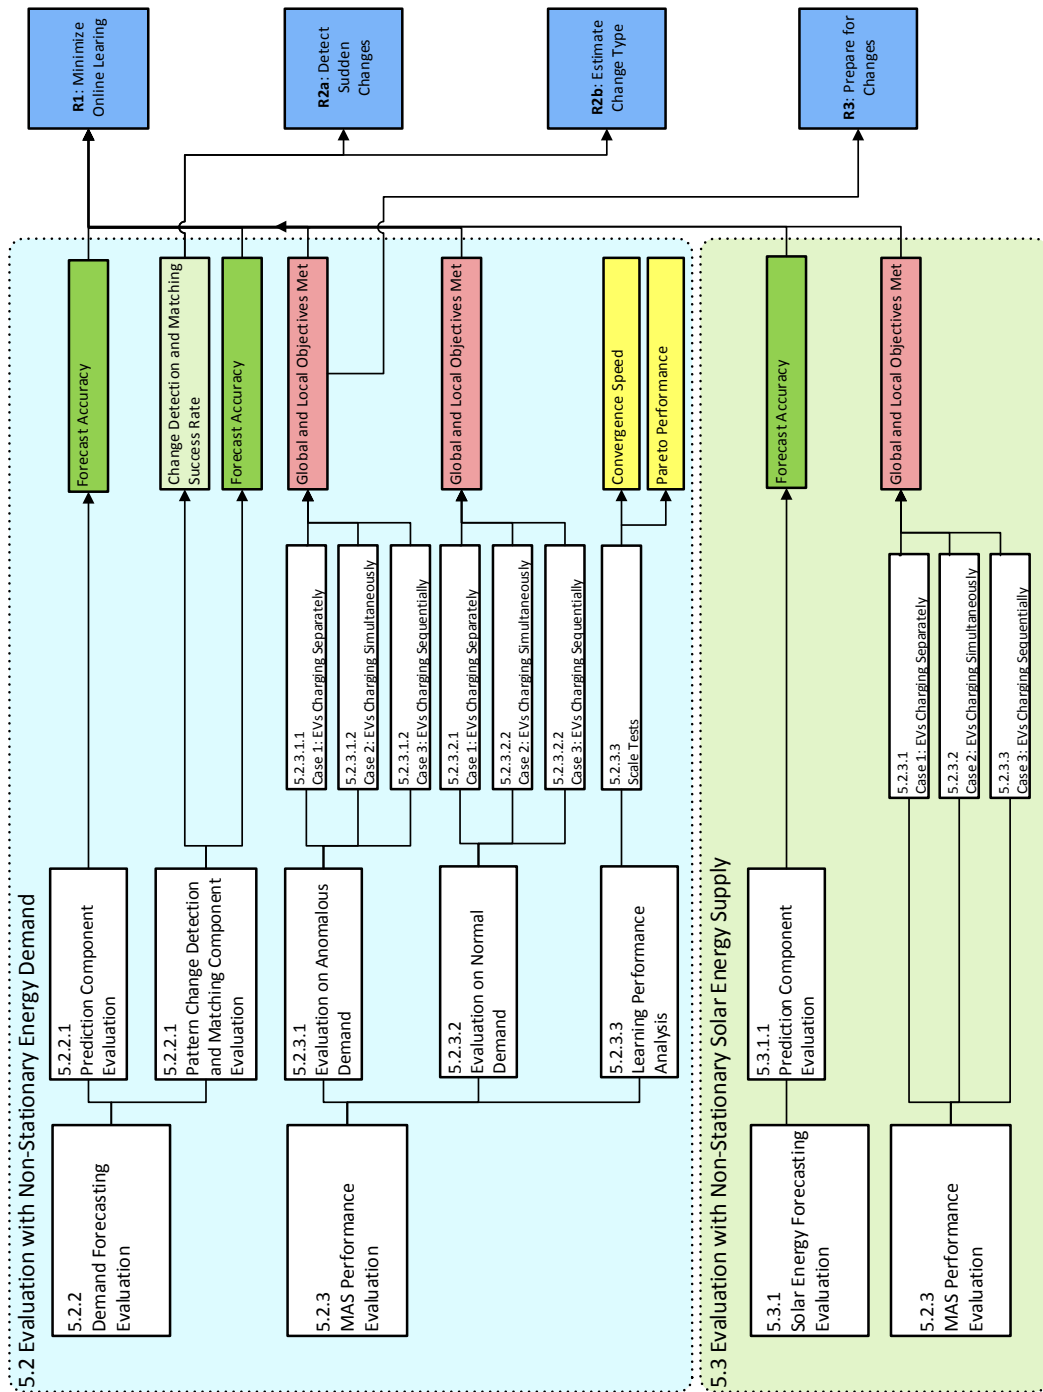 5.2 Evaluation with Non-Stationary Energy Demand
5.2.2
Demand Forecasting
Evaluation
5.2.2.1
Prediction Component
Evaluation
Forecast Accuracy
5.2.2.1
Pattern Change Detection
and Matching Component
Evaluation
Change Detection and Matching
Success Rate
Forecast Accuracy
5.2.3
MAS Performance
Evaluation
5.2.3.1
Evaluation on Anomalous
Demand
5.2.3.1.1
Case 1: EVs Charging Separately
5.2.3.1.2
Case 2: EVs Charging Simultaneously
5.2.3.1.2
Case 3: EVs Charging Sequentially
Global and Local Objectives Met
5.2.3.2
Evaluation on Normal
Demand
5.2.3.2.1
Case 1: EVs Charging Separately
5.2.3.2.2
Case 2: EVs Charging Simultaneously
5.2.3.2.2
Case 3: EVs Charging Sequentially
Global and Local Objectives Met
5.2.3.3
Learning Performance
Analysis
5.2.3.3
Scale Tests
Convergence Speed
Pareto Performance
5.3 Evaluation with Non-Stationary Solar Energy Supply
5.3.1
Solar Energy Forecasting
Evaluation
5.3.1.1
Prediction Component
Evaluation
Forecast Accuracy
5.2.3
MAS Performance
Evaluation
5.2.3.1
Case 1: EVs Charging Separately
5.2.3.2
Case 2: EVs Charging Simultaneously
5.2.3.3
Case 3: EVs Charging Sequentially
Global and Local Objectives Met
R1: Minimize
Online Learing
R2a: Detect
Sudden
Changes
R2b: Estimate
Change Type
R3: Prepare for
Changes